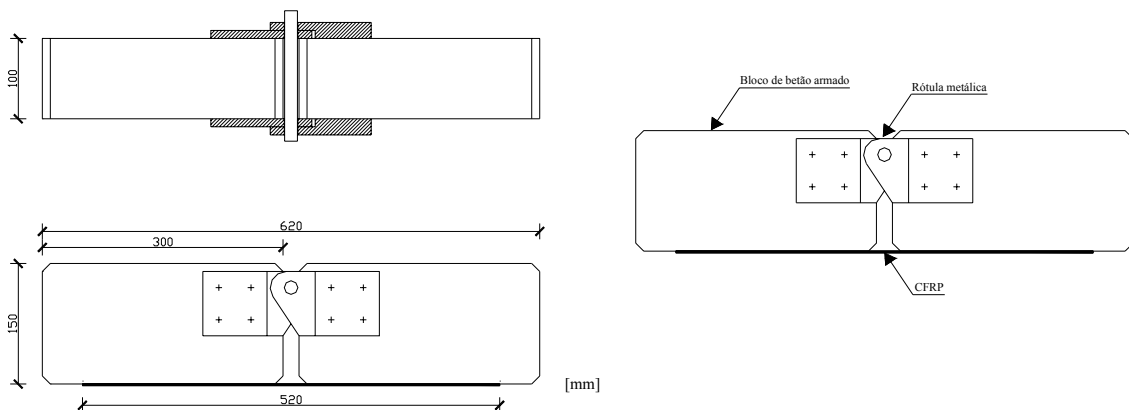 100
620
300
150
520
[mm]
Bloco de betão armado
Rótula metálica
CFRP